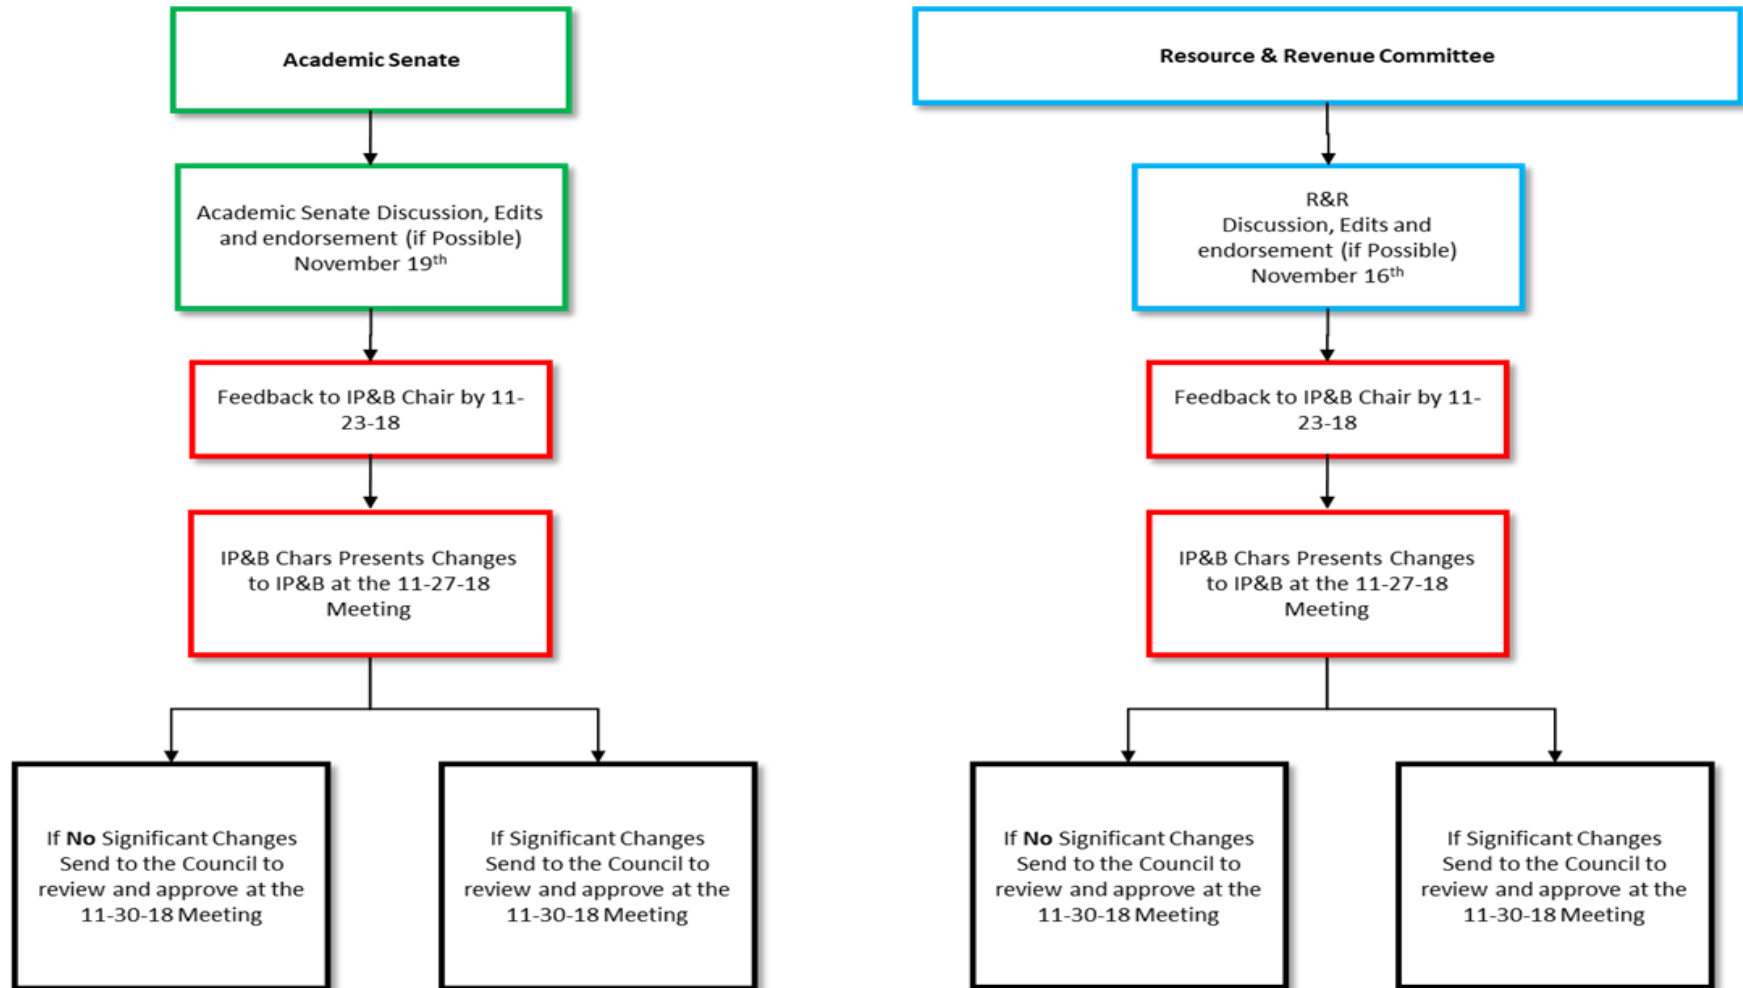 Academic Senate
Academic Senate Discussion, Edits
and endorsement (if Possible)
November 19th
Feedback to IP&B Chair by 11-
23-18
IP&B Chars Presents Changes
to IP&B at the 11-27-18
Meeting
If No Significant Changes
Send to the Council to
review and approve at the
11-30-18 Meeting
If Significant Changes
Send to the Council to
review and approve at the
11-30-18 Meeting
Resource & Revenue Committee
R&R
Discussion, Edits and
endorsement (if Possible)
November 16th
Feedback to IP&B Chair by 11-
23-18
IP&B Chars Presents Changes
to IP&B at the 11-27-18
Meeting
If No Significant Changes
Send to the Council to
review and approve at the
11-30-18 Meeting
If Significant Changes
Send to the Council to
review and approve at the
11-30-18 Meeting